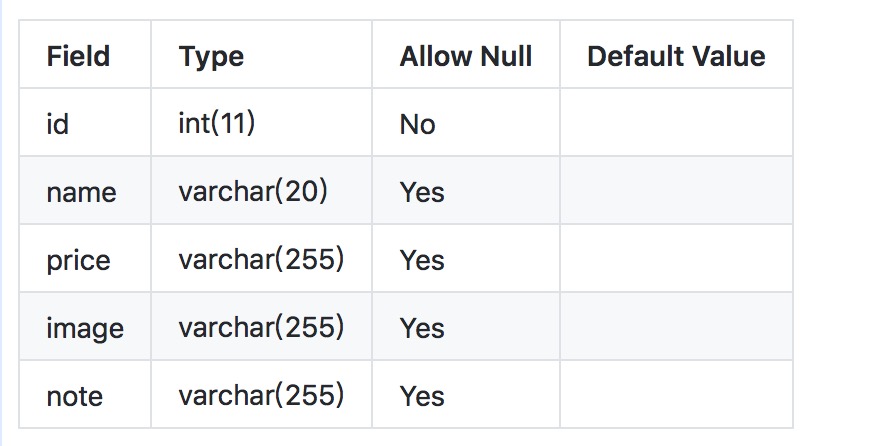 Field Type Allow Null Default Value
id int(11) No
name varchar(20) Yes
price varchar(255) Yes
image varchar(255) Yes
note varchar(255) Yes